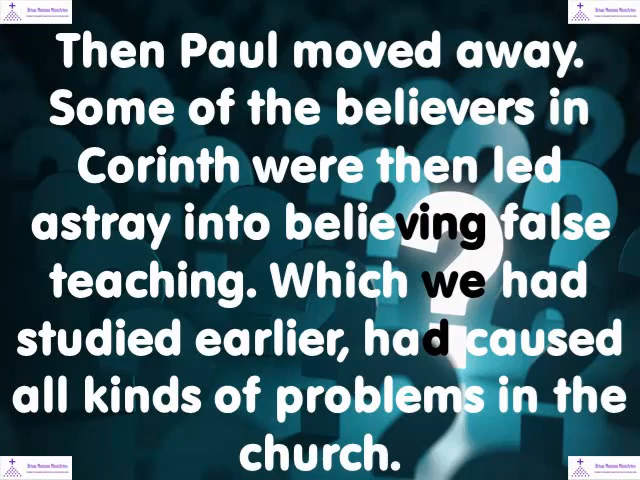 Then Paul moved away.
Some of the believers in
Corinth were then led
astray into believing false
teaching. Which we had
studied earlier, had caused
all kinds of problems in the
church.